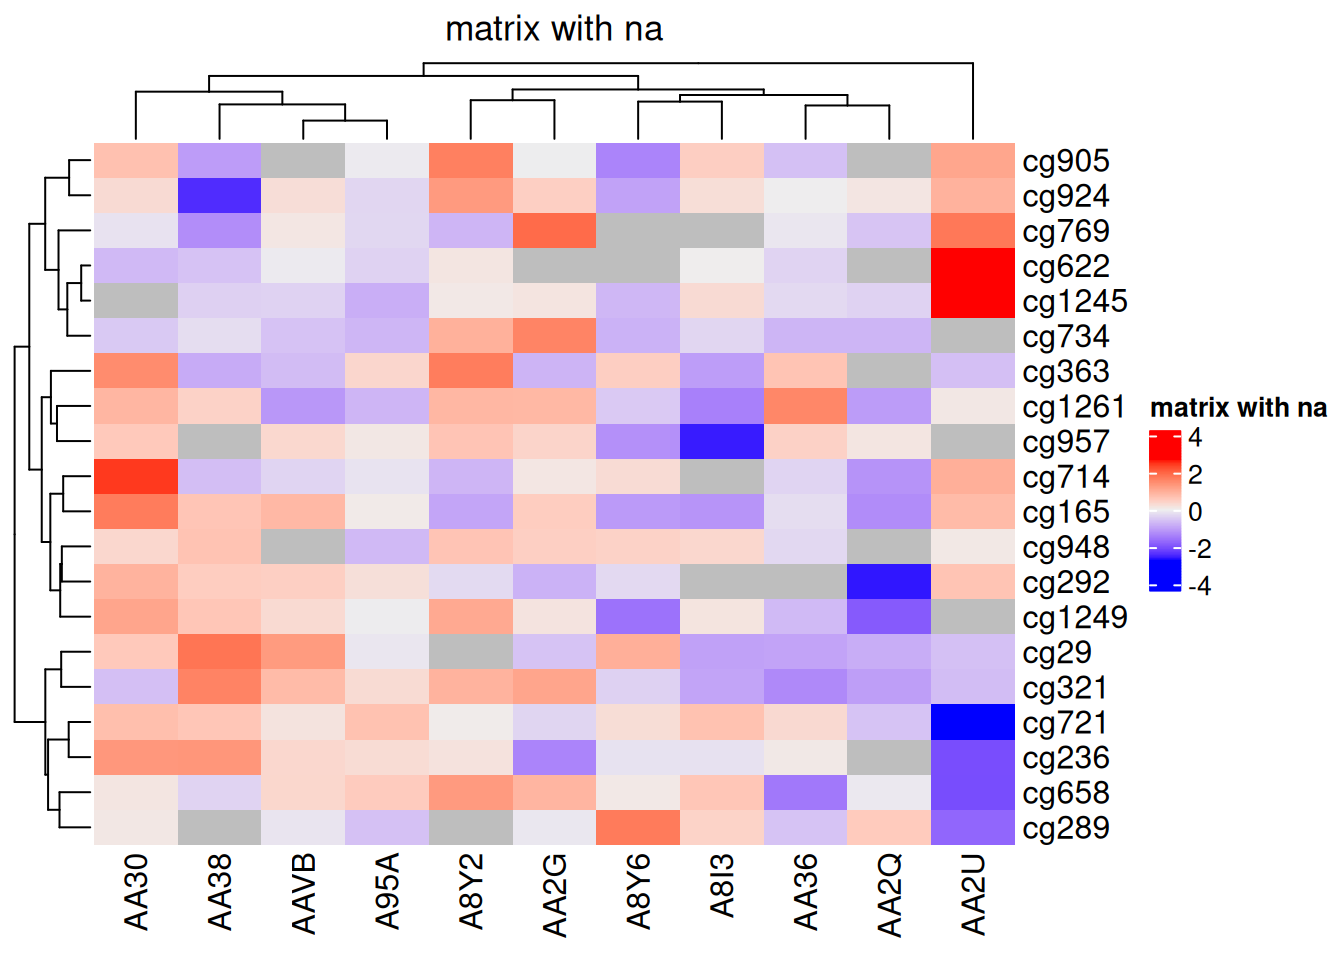 matrix with na
cg905
cg924
cg769
cg622
cg1245
cg734
cg363
cg1261
cg957
cg714
cg165
cg948
cg292
cg1249
cg29
cg321
cg721
cg236
cg658
cg289
matrix with na
4
2
0
-2
-4
AA30
AA38
AAVB
A95A
A8Y2
AA2G
A8Y6
A8I3
AA36
AA2Q
AA2U